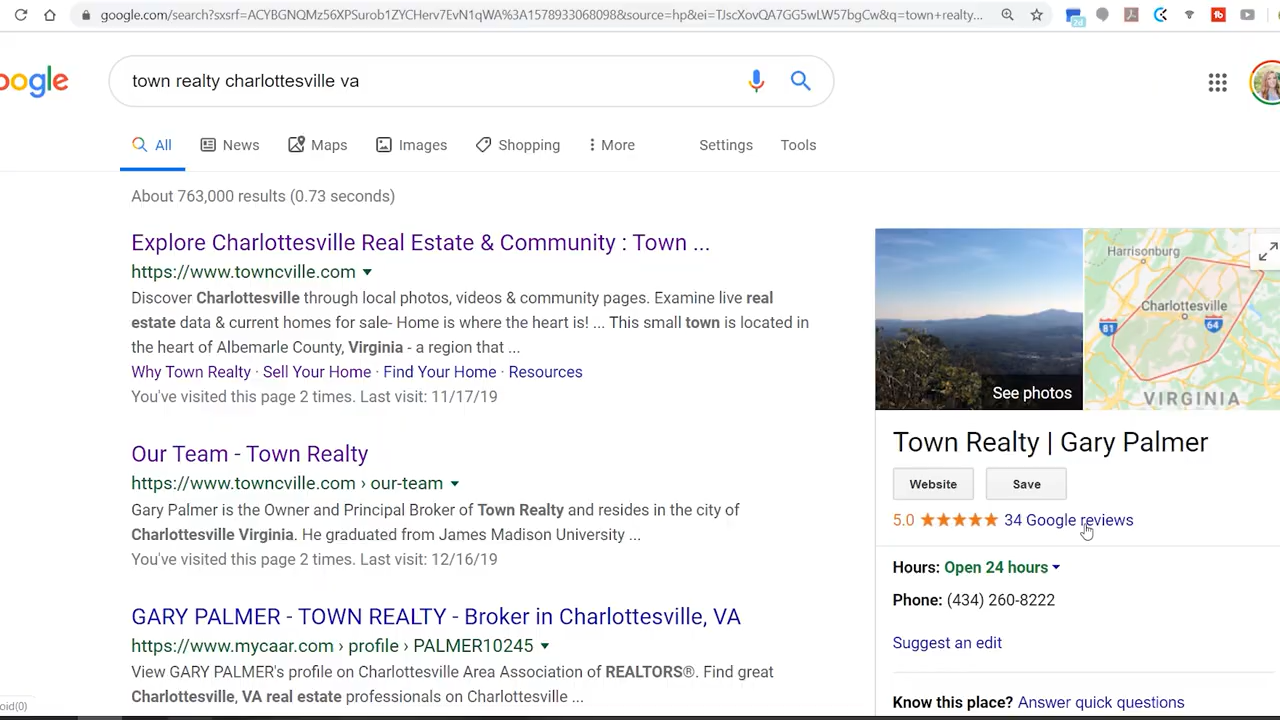 google.com/search?sxsrf=ACYBGNQMz56XPSurob1ZYCHerv7EvN1qWA%3A1578933068098&source=hp&ei=TJscXovQA7GG5wLW57bgCw&q=town+realty...
2d
tb
oogle
town realty charlottesville va
All
News
Maps
Images
Shopping
More
Settings
Tools
About 763,000 results (0.73 seconds)
Explore Charlottesville Real Estate & Community : Town ...
https://www.towncville.com
Discover Charlottesville through local photos, videos & community pages. Examine live real
estate data & current homes for sale- Home is where the heart is! ... This small town is located in
the heart of Albemarle County, Virginia - a region that ...
Why Town Realty · Sell Your Home · Find Your Home · Resources
You've visited this page 2 times. Last visit: 11/17/19
Our Team - Town Realty
https://www.towncville.com › our-team
Gary Palmer is the Owner and Principal Broker of Town Realty and resides in the city of
Charlottesville Virginia. He graduated from James Madison University ...
You've visited this page 2 times. Last visit: 12/16/19
GARY PALMER - TOWN REALTY - Broker in Charlottesville, VA
https://www.mycaar.com › profile › PALMER10245
View GARY PALMER's profile on Charlottesville Area Association of REALTORS®. Find great
Charlottesville, VA real estate professionals on Charlottesville ...
oid(0)
See photos
Harrisonburg
Charlottesville
81
64
VIRGINIA
Town Realty | Gary Palmer
Website
Save
5.0 34 Google reviews
Hours: Open 24 hours
Phone: (434) 260-8222
Suggest an edit
Know this place? Answer quick questions